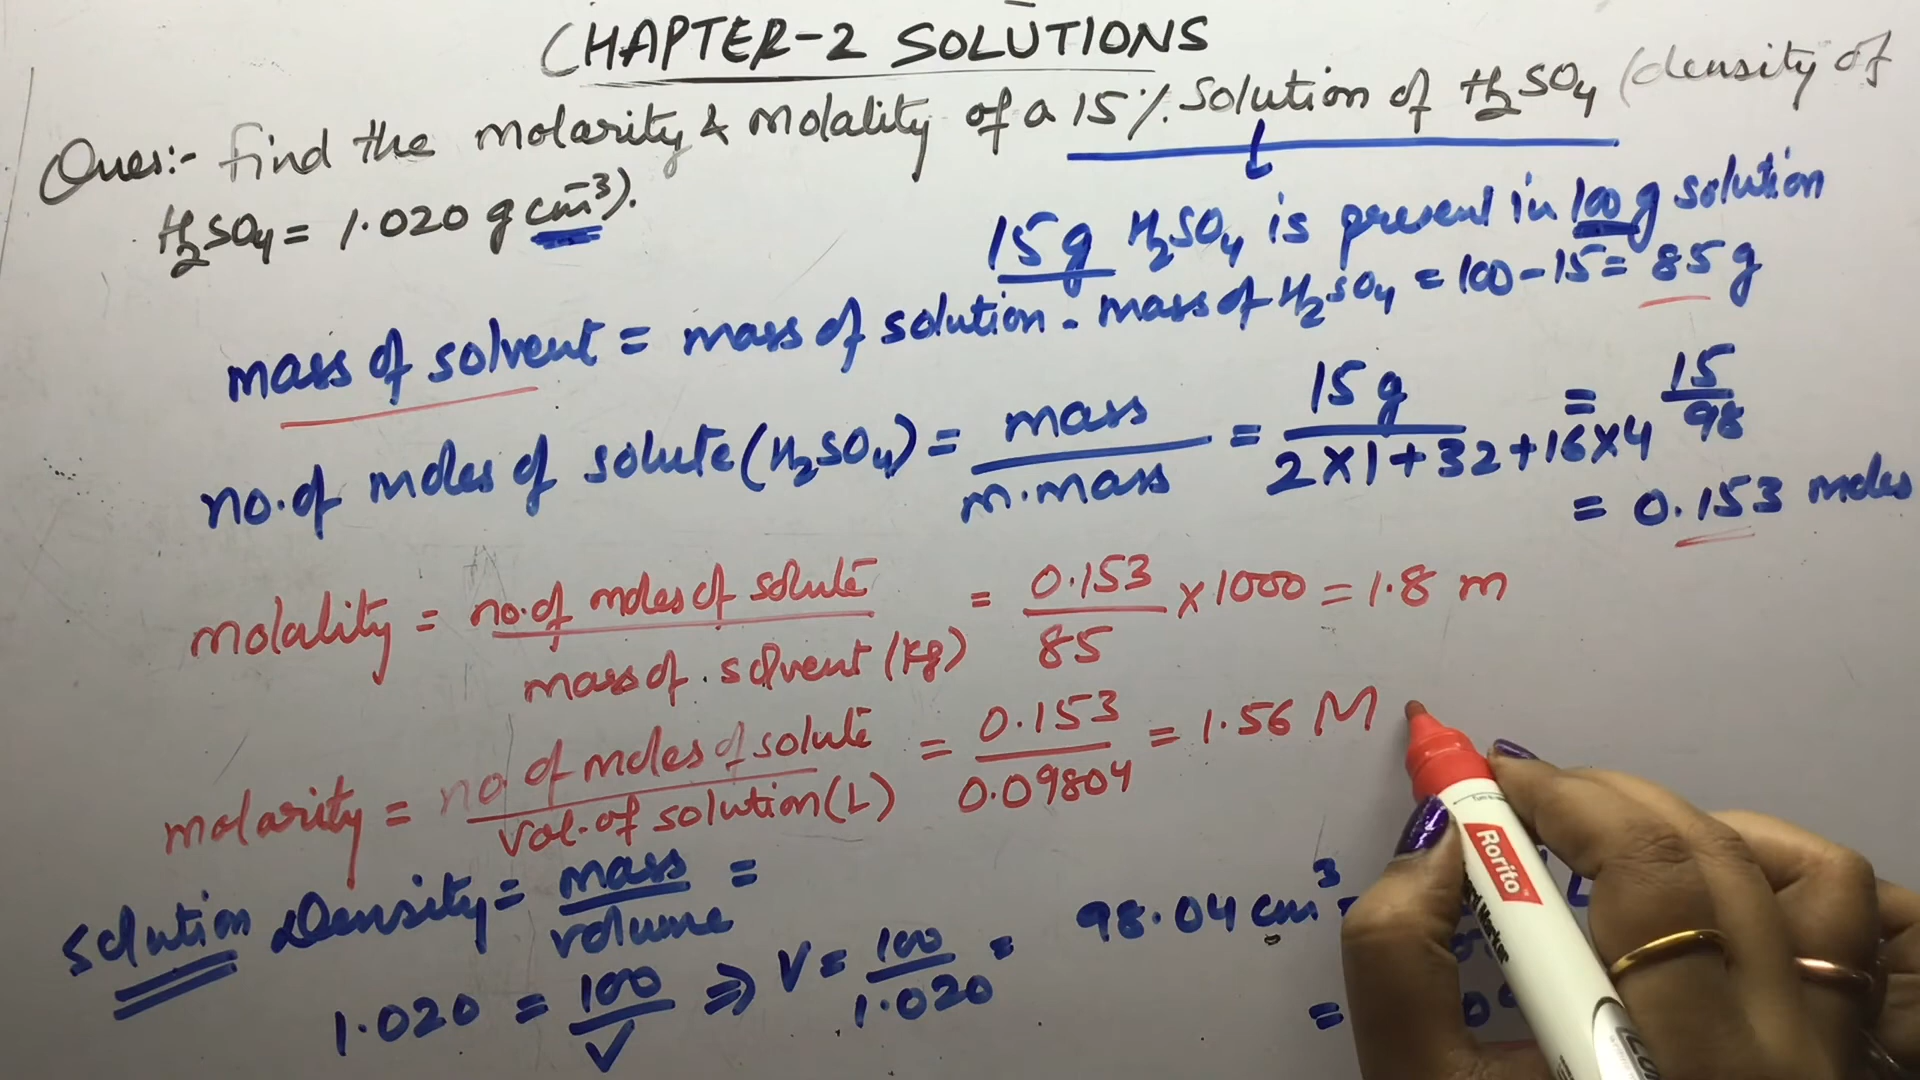 CHAPTER-2 SOLUTIONS
Ques:- Find the molarity & molality of a 15% solution of H₂SO₄ (density of
H₂SO₄ = 1.020 g cm⁻³).
15g H₂SO₄ is present in 100g solution
mass of solvent = mass of solution - mass of H₂SO₄ = 100-15 = 85g
no. of moles of solute (H₂SO₄) = mass / m.mass = 15g / 2×1+32+16×4 = 15/98
= 0.153 moles
molality = no. of moles of solute / mass of solvent (Kg) = 0.153/85 × 1000 = 1.8 m
molarity = no. of moles of solute / vol. of solution (L) = 0.153/0.09804 = 1.56 M
solution Density = mass / volume =
1.020 = 100/V ⇒ V = 100/1.020 = 98.04 cm³
=
Rorito